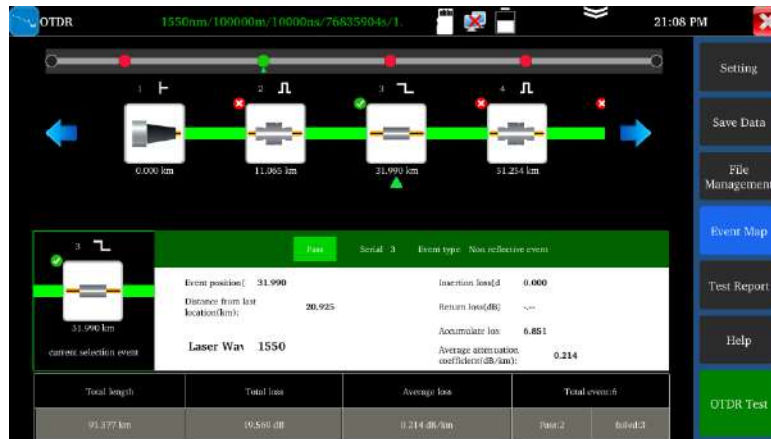 OTDR
1550nm/100000m/10000ns/76835904s/1.
21:08 PM
Setting
Save Data
File Management
Event Map
Test Report
Help
OTDR Test
1
2
3
4
0.000 km
11.065 km
31.990 km
51.254 km
3
31.990 km
current selection event
Pass
Serial 3
Event type Non reflective event
Event position( 31.990
Distance from last location(km): 20.925
Laser Wav 1550
Insertion loss(d 0.000
Return loss(dB) -.--
Accumulate los 6.851
Average attenuation coefficient(dB/km): 0.214
Total length
Total loss
Average loss
Total event:6
91.377 km
19.569 dB
0.214 dB/km
Pass:2
failed:3